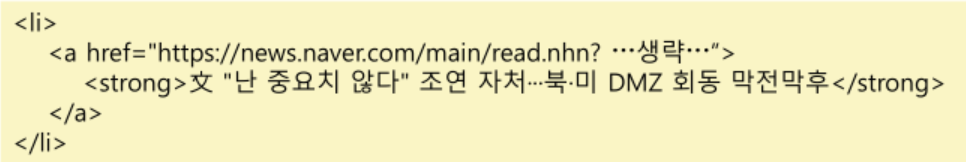 <li>
<a href="https://news.naver.com/main/read.nhn? …생략…”>
<strong>文 "난 중요치 않다" 조연 자처…북·미 DMZ 회동 막전막후</strong>
</a>
</li>